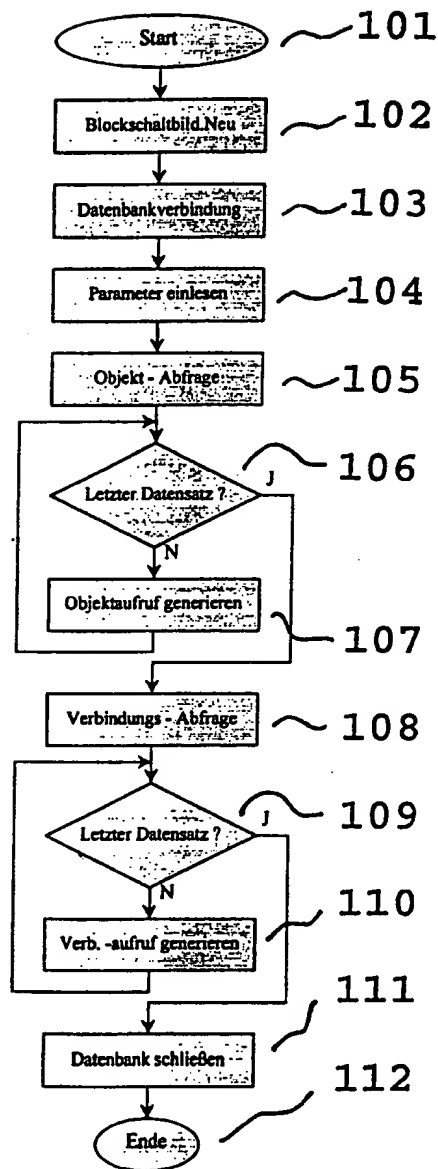 Start 101
Blockschaltbild.Neu 102
Datenbankverbindung 103
Parameter einlesen 104
Objekt - Abfrage 105
106
Letzter Datensatz ? J
N
Objektaufruf generieren 107
Verbindungs - Abfrage 108
109
Letzter Datensatz ? J
N
Verb. -aufruf generieren 110
Datenbank schließen 111
Ende 112